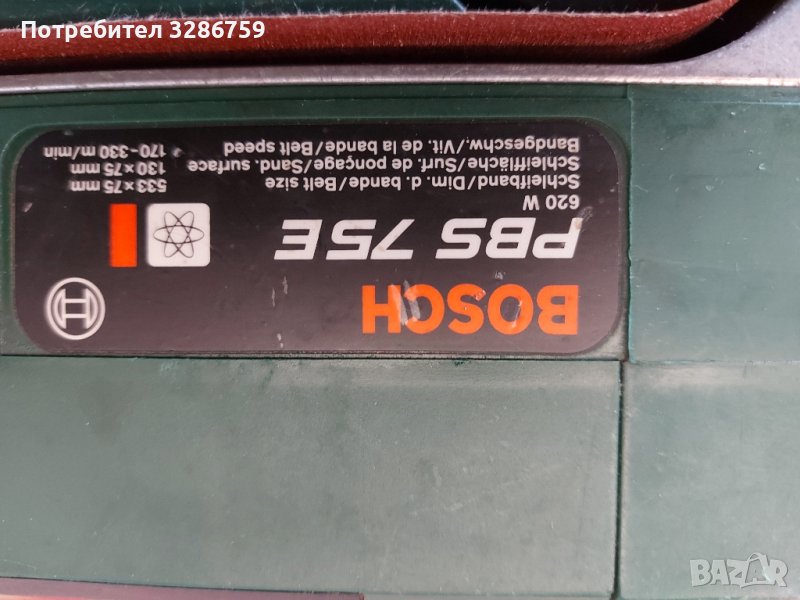 Потребител 3286759
BOSCH
PBS 75E
620 W
Schleifband/Dim. d. bande/Belt size 533×75 mm
Schleiffläche/Surf. de ponçage/Sand. surface 130×75 mm
Bandgeschw./Vit. de la bande/Belt speed 170-330 m/min
BAZAR